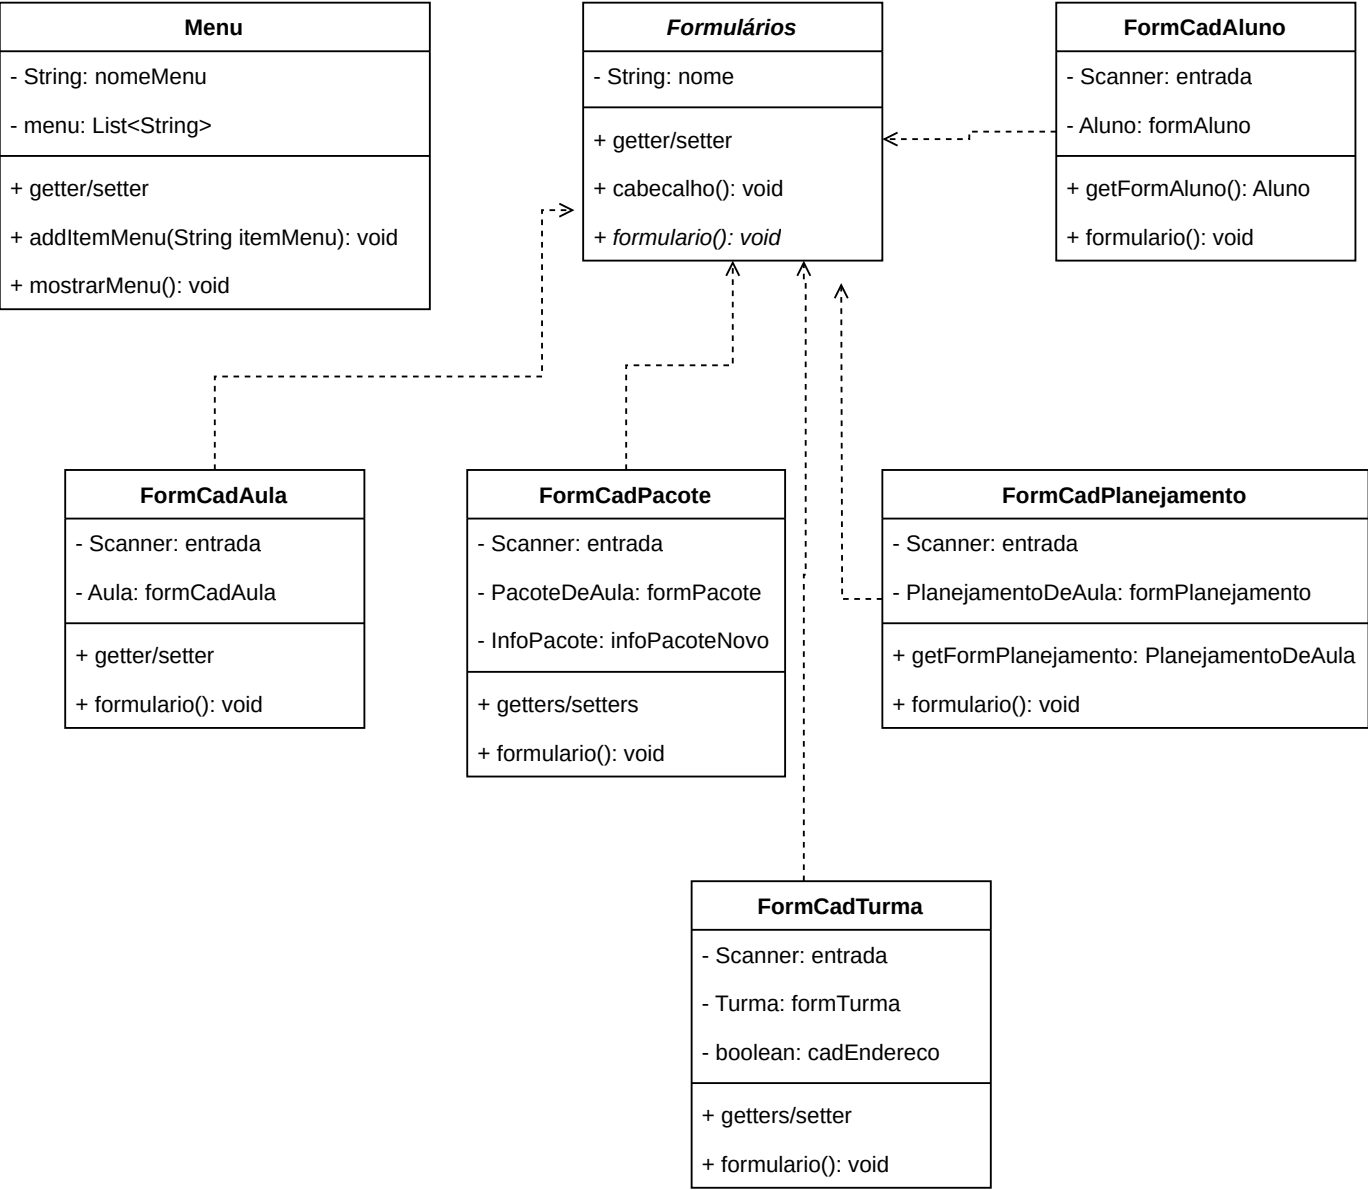 Menu
- String: nomeMenu
- menu: List<String>
+ getter/setter
+ addItemMenu(String itemMenu): void
+ mostrarMenu(): void
Formulários
- String: nome
+ getter/setter
+ cabecalho(): void
+ formulario(): void
FormCadAluno
- Scanner: entrada
- Aluno: formAluno
+ getFormAluno(): Aluno
+ formulario(): void
FormCadAula
- Scanner: entrada
- Aula: formCadAula
+ getter/setter
+ formulario(): void
FormCadPacote
- Scanner: entrada
- PacoteDeAula: formPacote
- InfoPacote: infoPacoteNovo
+ getters/setters
+ formulario(): void
FormCadPlanejamento
- Scanner: entrada
- PlanejamentoDeAula: formPlanejamento
+ getFormPlanejamento: PlanejamentoDeAula
+ formulario(): void
FormCadTurma
- Scanner: entrada
- Turma: formTurma
- boolean: cadEndereco
+ getters/setter
+ formulario(): void